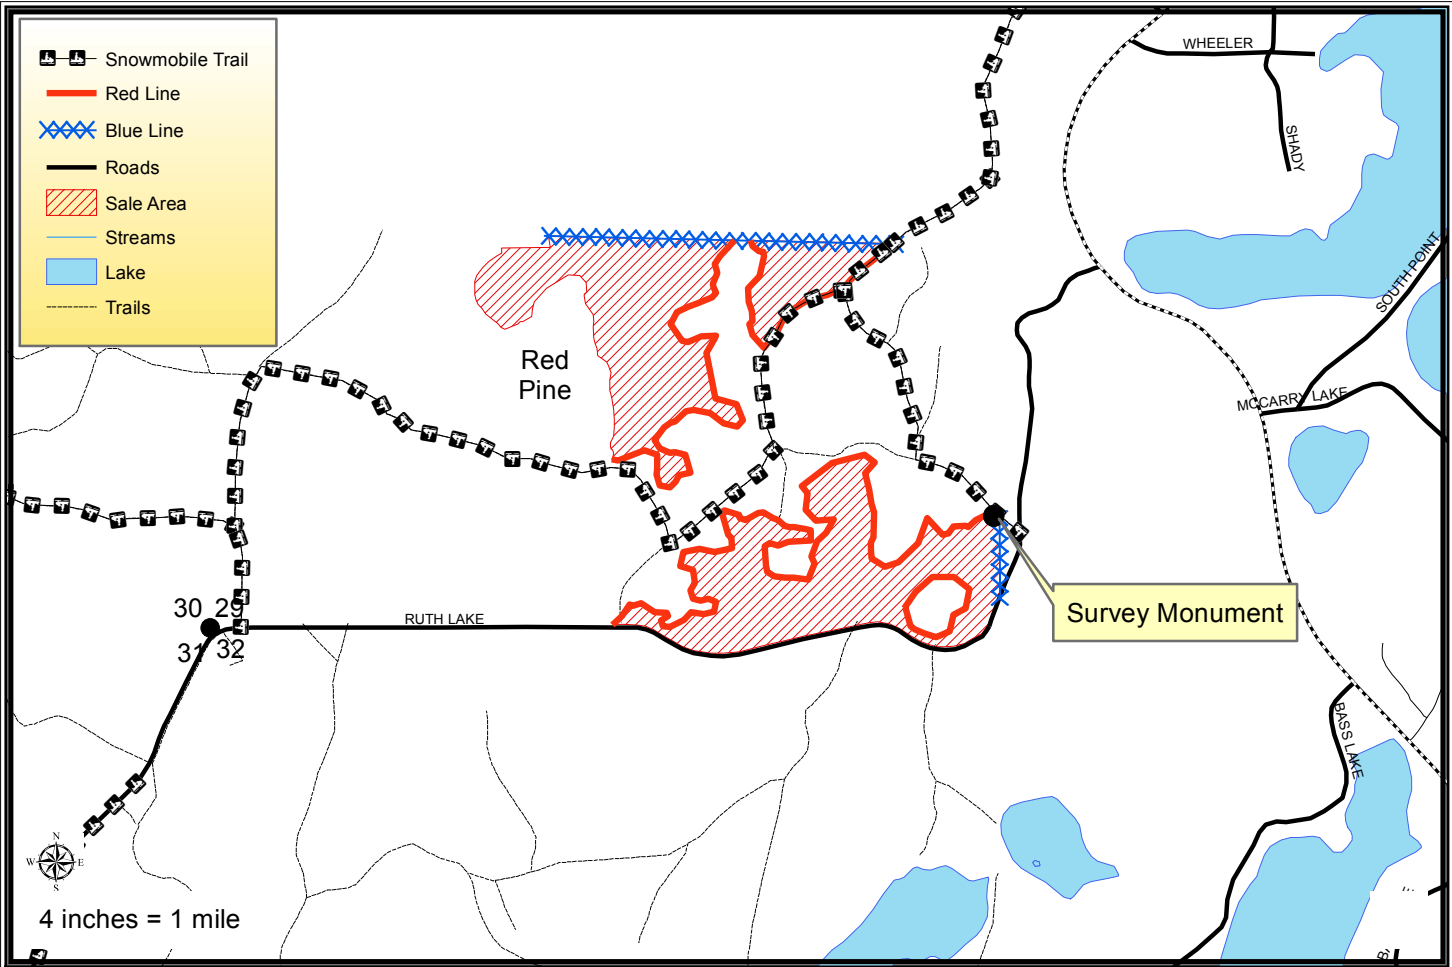 Snowmobile Trail
Red Line
Blue Line
Roads
Sale Area
Streams
Lake
Trails
WHEELER
SHADY
SOUTH POINT
MCCARRY LAKE
Red
Pine
30 29
31 32
RUTH LAKE
Survey Monument
BASS LAKE
N
W E
S
4 inches = 1 mile